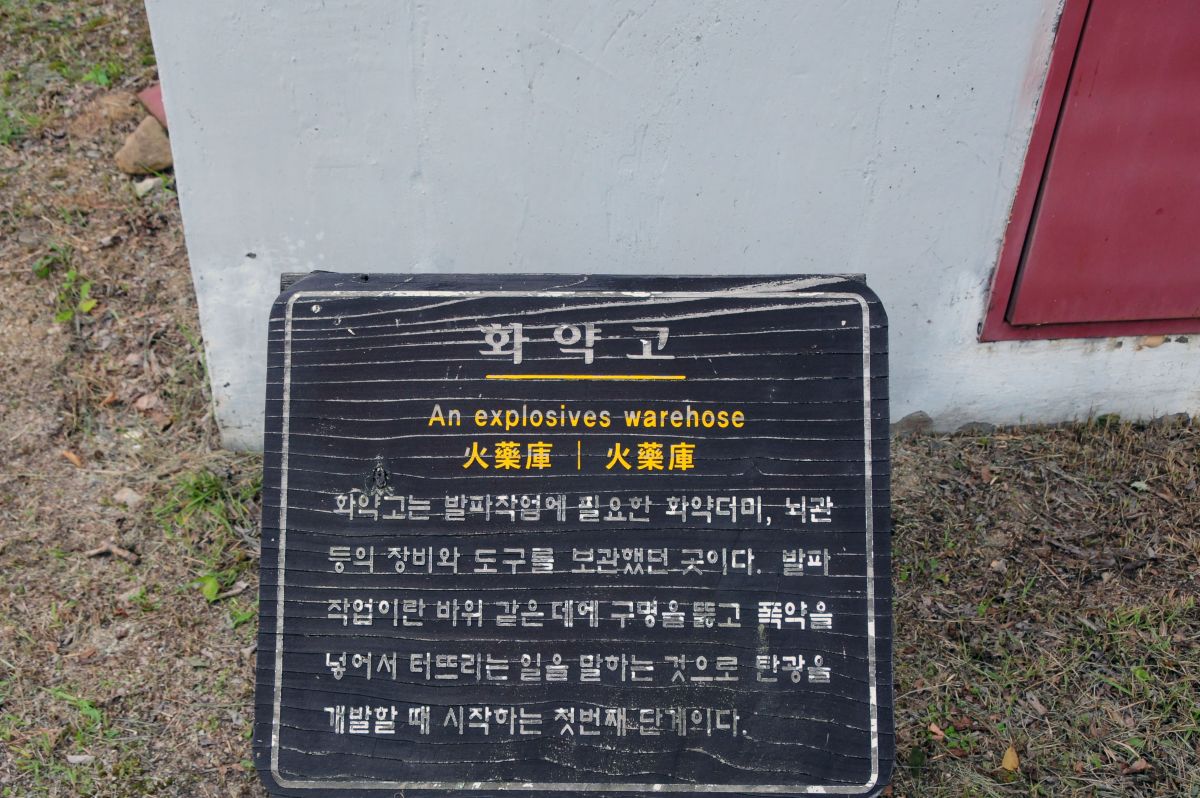 화약고
An explosives warehose
火藥庫 | 火藥庫
화약고는 발파작업에 필요한 화약더미, 뇌관
등의 장비와 도구를 보관했던 곳이다. 발파
작업이란 바위 같은데에 구멍을 뚫고 폭약을
넣어서 터뜨리는 일을 말하는 것으로 탄광을
개발할 때 시작하는 첫번째 단계이다.